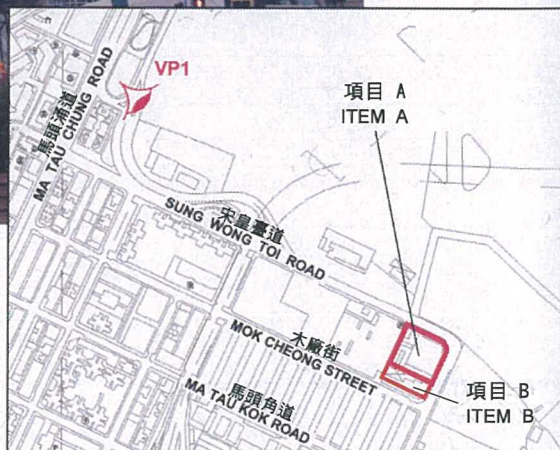 VP1
項目 A
ITEM A
馬頭涌道
MA TAU CHUNG ROAD
宋皇臺道
SUNG WONG TOI ROAD
木廠街
MOK CHEONG STREET
馬頭角道
MA TAU KOK ROAD
項目 B
ITEM B